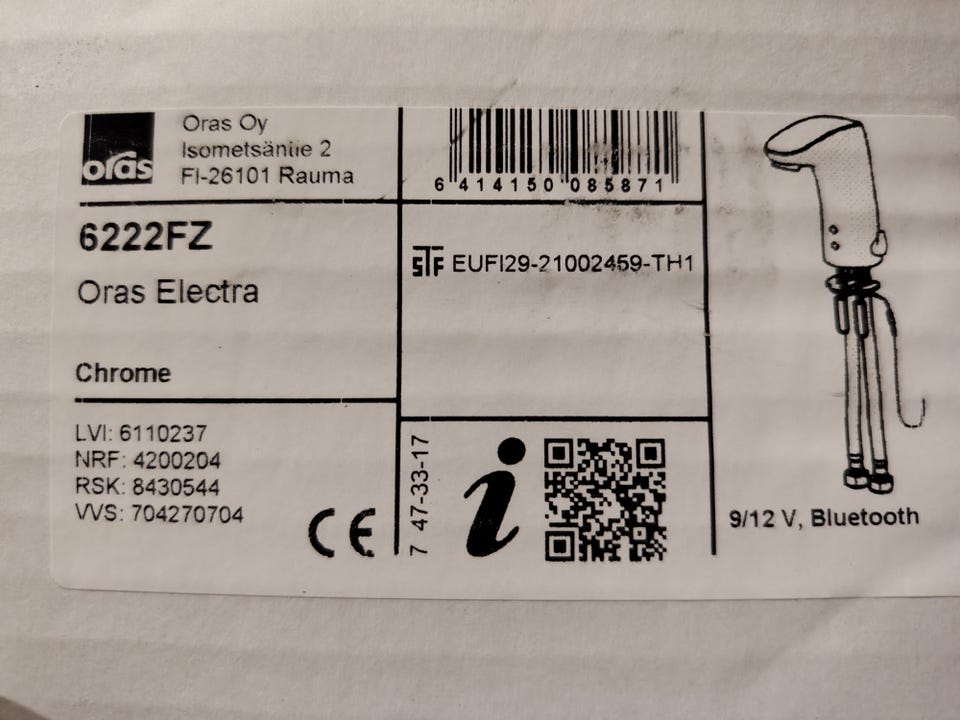 oras
Oras Oy
Isometsäntie 2
FI-26101 Rauma
6222FZ
Oras Electra
Chrome
LVI: 6110237
NRF: 4200204
RSK: 8430544
VVS: 704270704
CE
6 414150 085871
STF EUFI29-21002459-TH1
7 47-33-17
i
9/12 V, Bluetooth